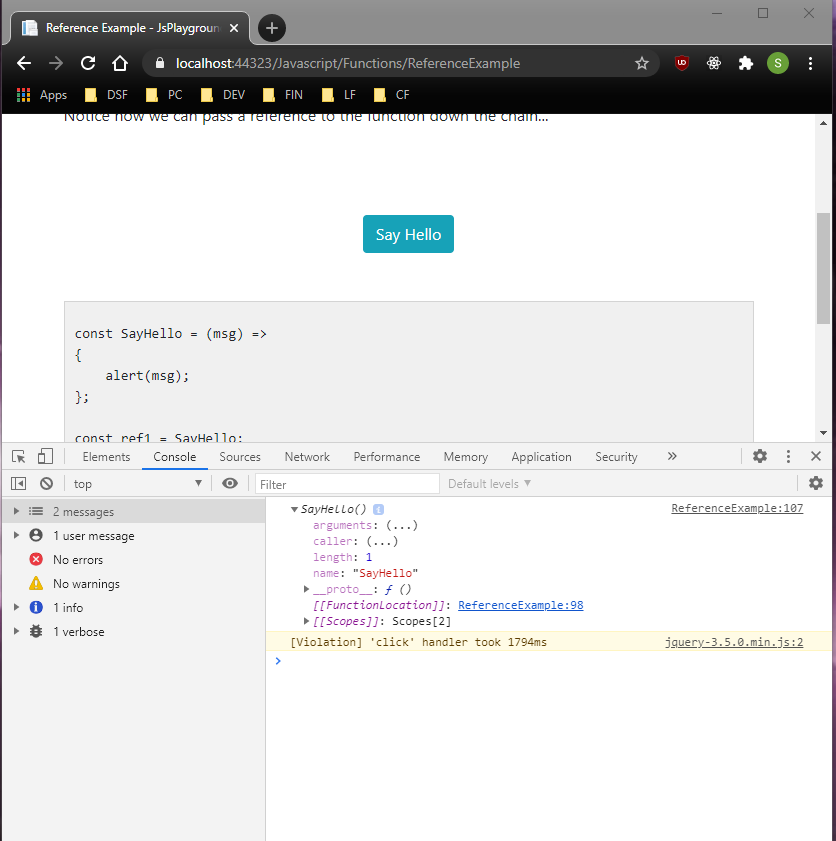 Reference Example - JsPlayground
localhost:44323/Javascript/Functions/ReferenceExample
UD
S
Apps DSF PC DEV FIN LF CF
Notice how we can pass a reference to the function down the chain...
Say Hello
const SayHello = (msg) =>
{
alert(msg);
};
const ref1 = SayHello;
Elements Console Sources Network Performance Memory Application Security »
top Filter Default levels
2 messages
1 user message
No errors
No warnings
1 info
1 verbose
SayHello() i ReferenceExample:107
arguments: (...)
caller: (...)
length: 1
name: "SayHello"
__proto__: ƒ ()
[[FunctionLocation]]: ReferenceExample:98
[[Scopes]]: Scopes[2]
[Violation] 'click' handler took 1794ms jquery-3.5.0.min.js:2